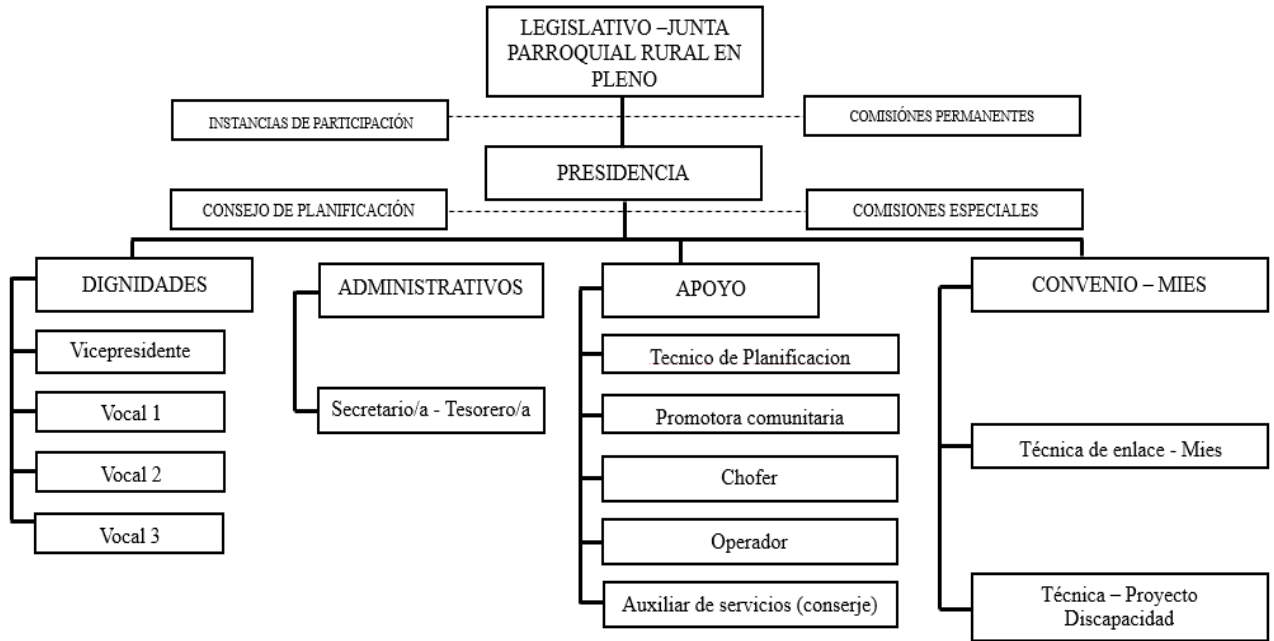 LEGISLATIVO –JUNTA
PARROQUIAL RURAL EN
PLENO
INSTANCIAS DE PARTICIPACIÓN
COMISIÓNES PERMANENTES
PRESIDENCIA
CONSEJO DE PLANIFICACIÓN
COMISIONES ESPECIALES
DIGNIDADES
Vicepresidente
Vocal 1
Vocal 2
Vocal 3
ADMINISTRATIVOS
Secretario/a - Tesorero/a
APOYO
Tecnico de Planificacion
Promotora comunitaria
Chofer
Operador
Auxiliar de servicios (conserje)
CONVENIO – MIES
Técnica de enlace - Mies
Técnica – Proyecto
Discapacidad